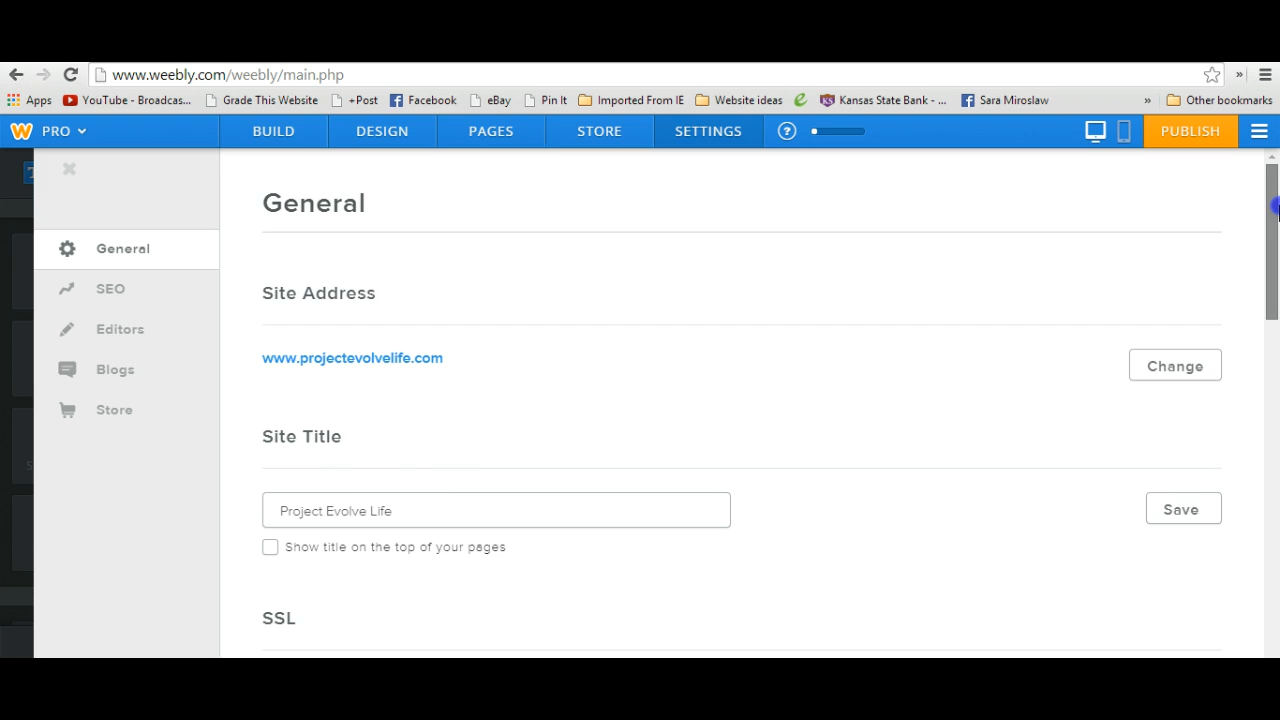 www.weebly.com/weebly/main.php »
Apps YouTube - Broadcas... Grade This Website +Post Facebook eBay Pin It Imported From IE Website ideas Kansas State Bank - ... Sara Miroslaw » Other bookmarks
PRO BUILD DESIGN PAGES STORE SETTINGS ? PUBLISH
General
General
SEO
Editors
Blogs
Store
Site Address
www.projectevolvelife.com Change
Site Title
Project Evolve Life Save
Show title on the top of your pages
SSL